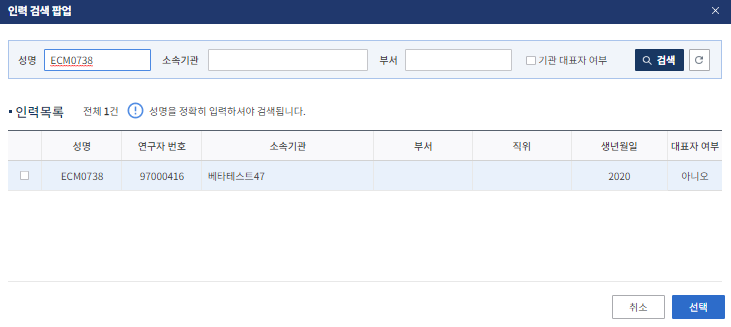 인력 검색 팝업
성명 ECM0738 소속기관 부서 기관 대표자 여부 검색
인력목록 전체 1건 성명을 정확히 입력하셔야 검색됩니다.
성명 연구자 번호 소속기관 부서 직위 생년월일 대표자 여부
ECM0738 97000416 베타테스트47 2020 아니오
취소 선택